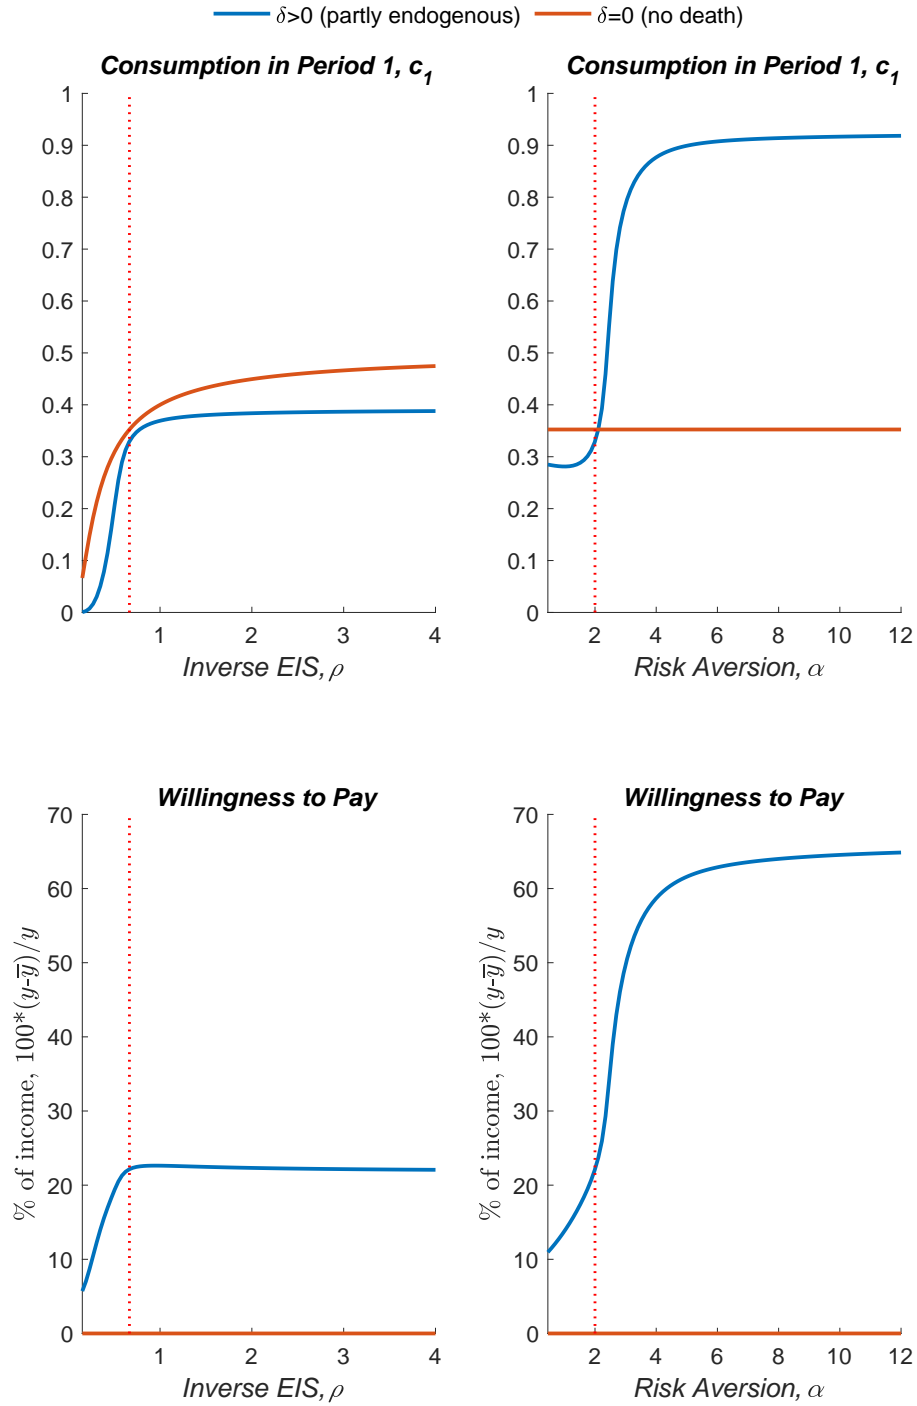 δ>0 (partly endogenous) δ=0 (no death)
Consumption in Period 1, c₁
1
0.9
0.8
0.7
0.6
0.5
0.4
0.3
0.2
0.1
0
1 2 3 4
Inverse EIS, ρ
Consumption in Period 1, c₁
1
0.9
0.8
0.7
0.6
0.5
0.4
0.3
0.2
0.1
0
2 4 6 8 10 12
Risk Aversion, α
Willingness to Pay
% of income, 100*(y-ȳ)/y
70
60
50
40
30
20
10
0
1 2 3 4
Inverse EIS, ρ
Willingness to Pay
% of income, 100*(y-ȳ)/y
70
60
50
40
30
20
10
0
2 4 6 8 10 12
Risk Aversion, α